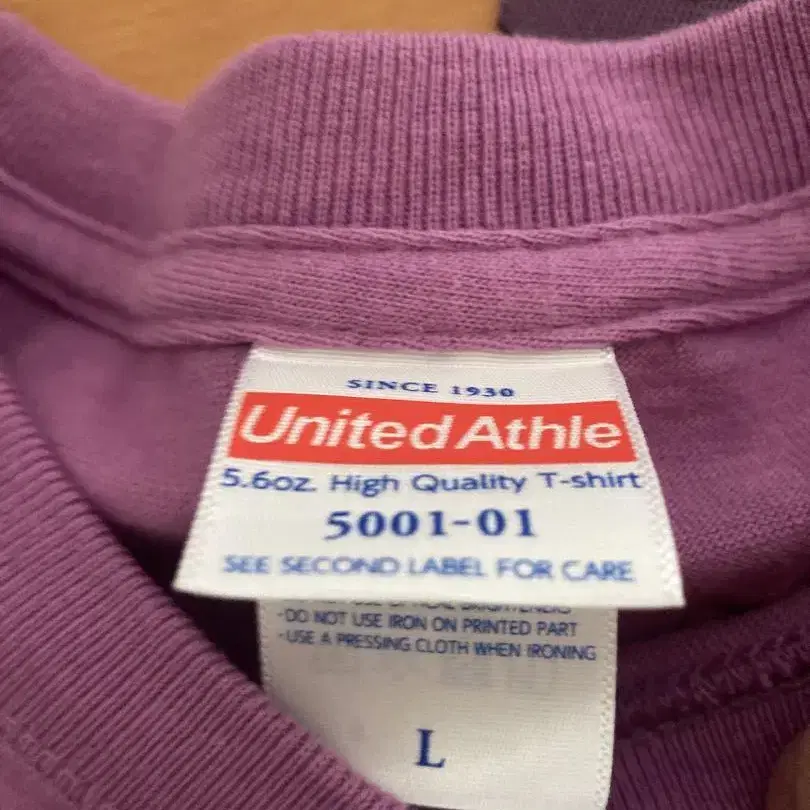 SINCE 1930
United Athle
5.6oz. High Quality T-shirt
5001-01
SEE SECOND LABEL FOR CARE
-DO NOT USE IRON ON PRINTED PART
-USE A PRESSING CLOTH WHEN IRONING
L